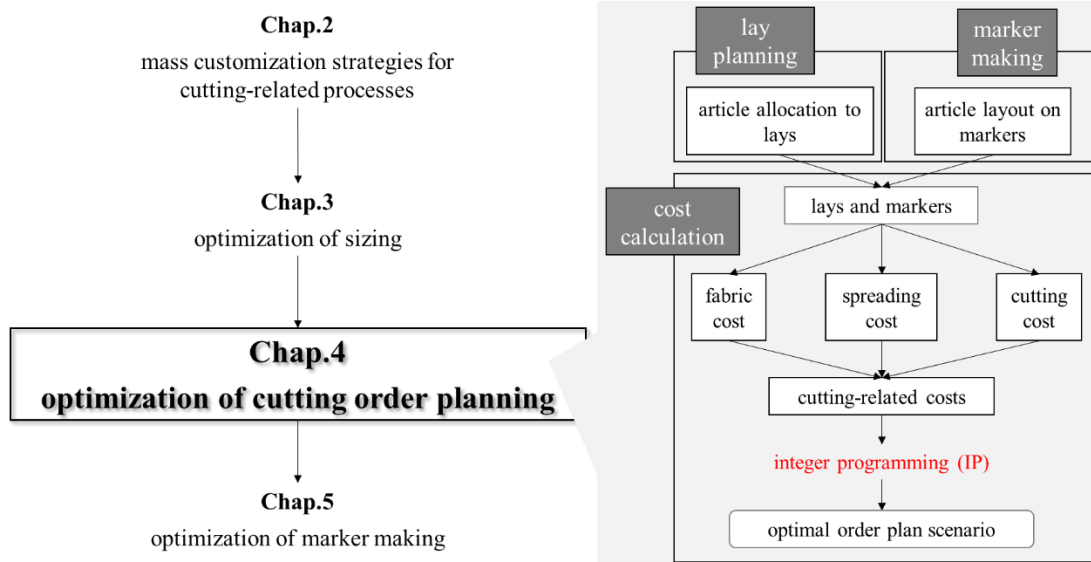 Chap.2
mass customization strategies for
cutting-related processes
Chap.3
optimization of sizing
Chap.4
optimization of cutting order planning
Chap.5
optimization of marker making
lay
planning
marker
making
article allocation to
lays
article layout on
markers
cost
calculation
lays and markers
fabric
cost
spreading
cost
cutting
cost
cutting-related costs
integer programming (IP)
optimal order plan scenario